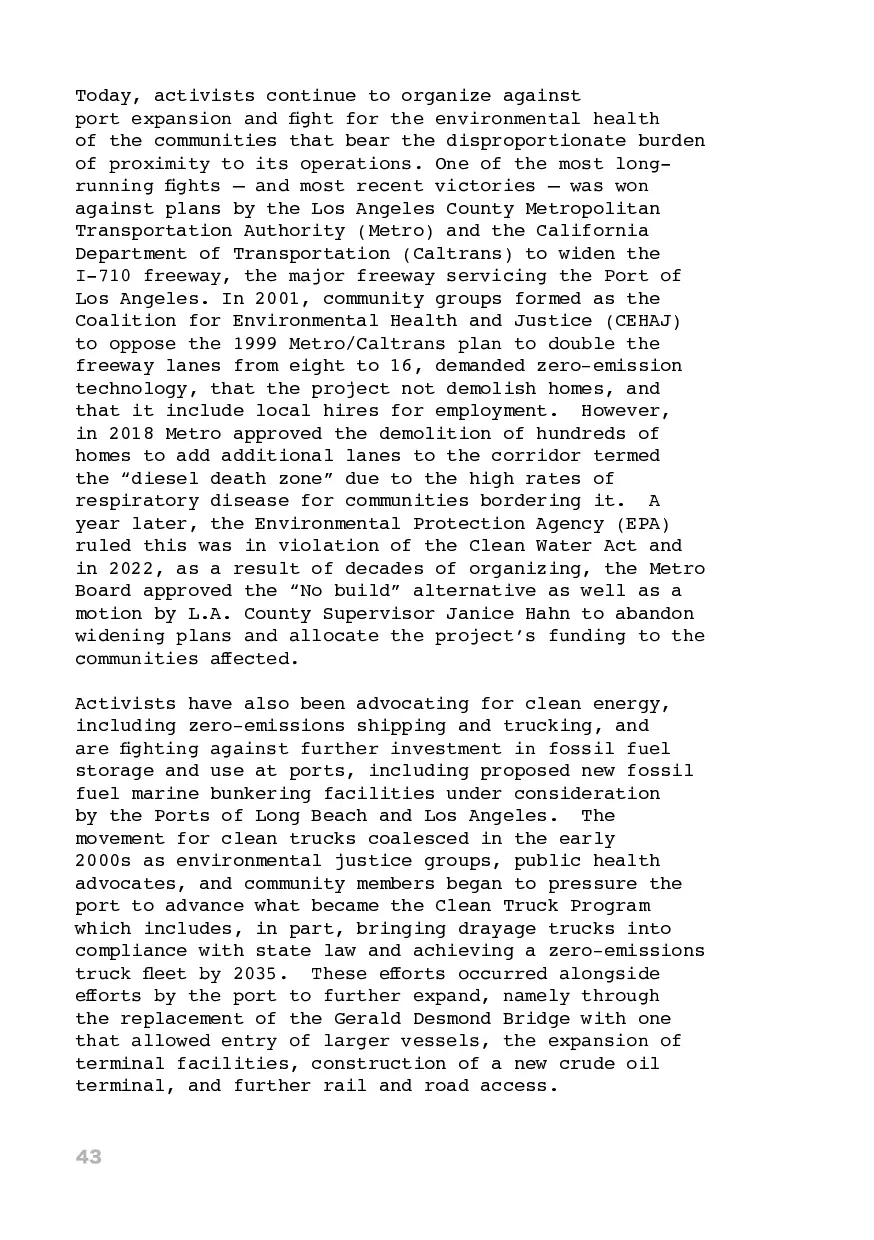 Today, activists continue to organize against
port expansion and fight for the environmental health
of the communities that bear the disproportionate burden
of proximity to its operations. One of the most long-
running fights — and most recent victories — was won
against plans by the Los Angeles County Metropolitan
Transportation Authority (Metro) and the California
Department of Transportation (Caltrans) to widen the
I-710 freeway, the major freeway servicing the Port of
Los Angeles. In 2001, community groups formed as the
Coalition for Environmental Health and Justice (CEHAJ)
to oppose the 1999 Metro/Caltrans plan to double the
freeway lanes from eight to 16, demanded zero-emission
technology, that the project not demolish homes, and
that it include local hires for employment.  However,
in 2018 Metro approved the demolition of hundreds of
homes to add additional lanes to the corridor termed
the “diesel death zone” due to the high rates of
respiratory disease for communities bordering it.  A
year later, the Environmental Protection Agency (EPA)
ruled this was in violation of the Clean Water Act and
in 2022, as a result of decades of organizing, the Metro
Board approved the “No build” alternative as well as a
motion by L.A. County Supervisor Janice Hahn to abandon
widening plans and allocate the project’s funding to the
communities affected.

Activists have also been advocating for clean energy,
including zero-emissions shipping and trucking, and
are fighting against further investment in fossil fuel
storage and use at ports, including proposed new fossil
fuel marine bunkering facilities under consideration
by the Ports of Long Beach and Los Angeles.  The
movement for clean trucks coalesced in the early
2000s as environmental justice groups, public health
advocates, and community members began to pressure the
port to advance what became the Clean Truck Program
which includes, in part, bringing drayage trucks into
compliance with state law and achieving a zero-emissions
truck fleet by 2035.  These efforts occurred alongside
efforts by the port to further expand, namely through
the replacement of the Gerald Desmond Bridge with one
that allowed entry of larger vessels, the expansion of
terminal facilities, construction of a new crude oil
terminal, and further rail and road access.

43